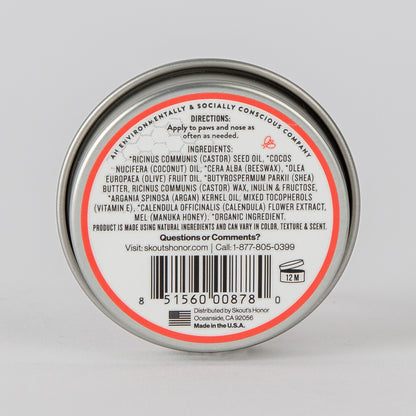 AN ENVIRONMENTALLY & SOCIALLY CONSCIOUS COMPANY
DIRECTIONS:
Apply to paws and nose as
often as needed.
INGREDIENTS:
*RICINUS COMMUNIS (CASTOR) SEED OIL, *COCOS
NUCIFERA (COCONUT) OIL, *CERA ALBA (BEESWAX), *OLEA
EUROPAEA (OLIVE) FRUIT OIL, *BUTYROSPERMUM PARKII (SHEA)
BUTTER, RICINUS COMMUNIS (CASTOR) WAX, INULIN & FRUCTOSE,
*ARGANIA SPINOSA (ARGAN) KERNEL OIL, MIXED TOCOPHEROLS
(VITAMIN E), *CALENDULA OFFICINALIS (CALENDULA) FLOWER EXTRACT,
MEL (MANUKA HONEY). *ORGANIC INGREDIENT.
PRODUCT IS MADE USING NATURAL INGREDIENTS AND CAN VARY IN COLOR, TEXTURE & SCENT.
Questions or Comments?
Visit: skoutshonor.com | Call:1-877-805-0399
12 M
8 51560 00878 0
Distributed by Skout's Honor
Oceanside, CA 92056
Made in the U.S.A.